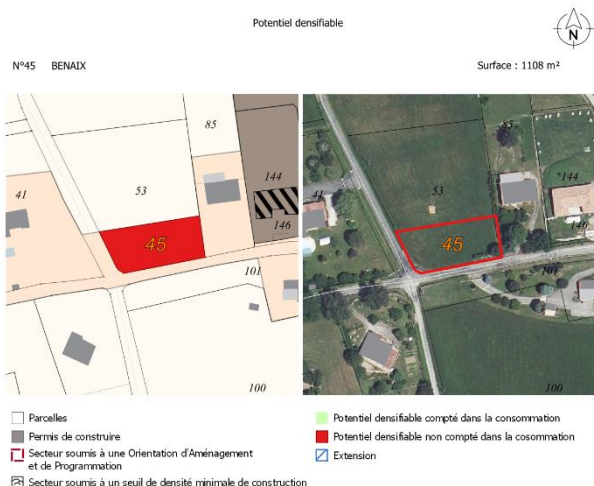 Potentiel densifiable
N
N°45 BENAIX
Surface : 1108 m²
85
144
41
53
146
45
101
100
85
144
41
53
146
45
101
100
Parcelles
Permis de construire
Secteur soumis à une Orientation d'Aménagement
et de Programmation
Secteur soumis à un seuil de densité minimale de construction
Potentiel densifiable compté dans la consommation
Potentiel densifiable non compté dans la cosommation
Extension